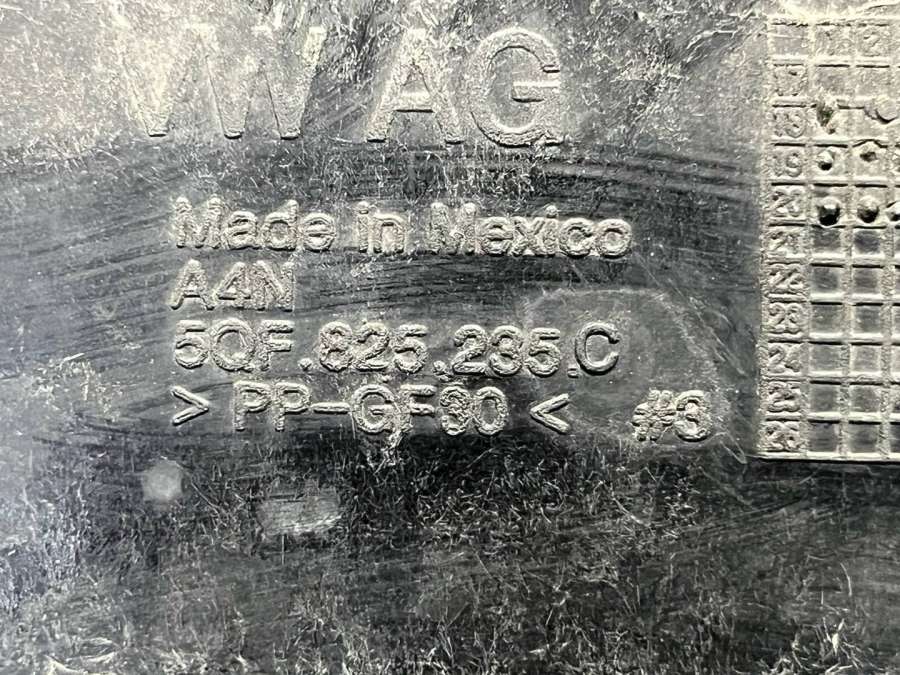 VW AG
Made in Mexico
A4N
5QF.825.235.C
> PP-GF30 < #3
17
18
19
20
21
22
23
24
25
26